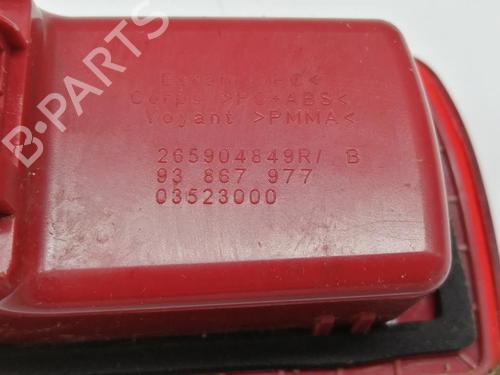 Corps >PC+ABS<
Voyant >PMMA<
265904849R/ B
93 867 977
03523000
B-PARTS